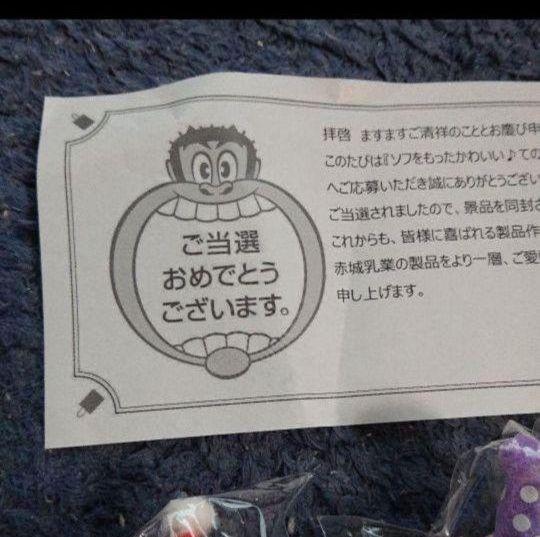 ご当選
おめでとう
ございます。
拝啓 ますますご清祥のこととお慶び申
このたびは『ソフをもったかわいい♪ての
へご応募いただき誠にありがとうござい
ご当選されましたので、景品を同封さ
これからも、皆様に喜ばれる製品作
赤城乳業の製品をより一層、ご愛
申し上げます。